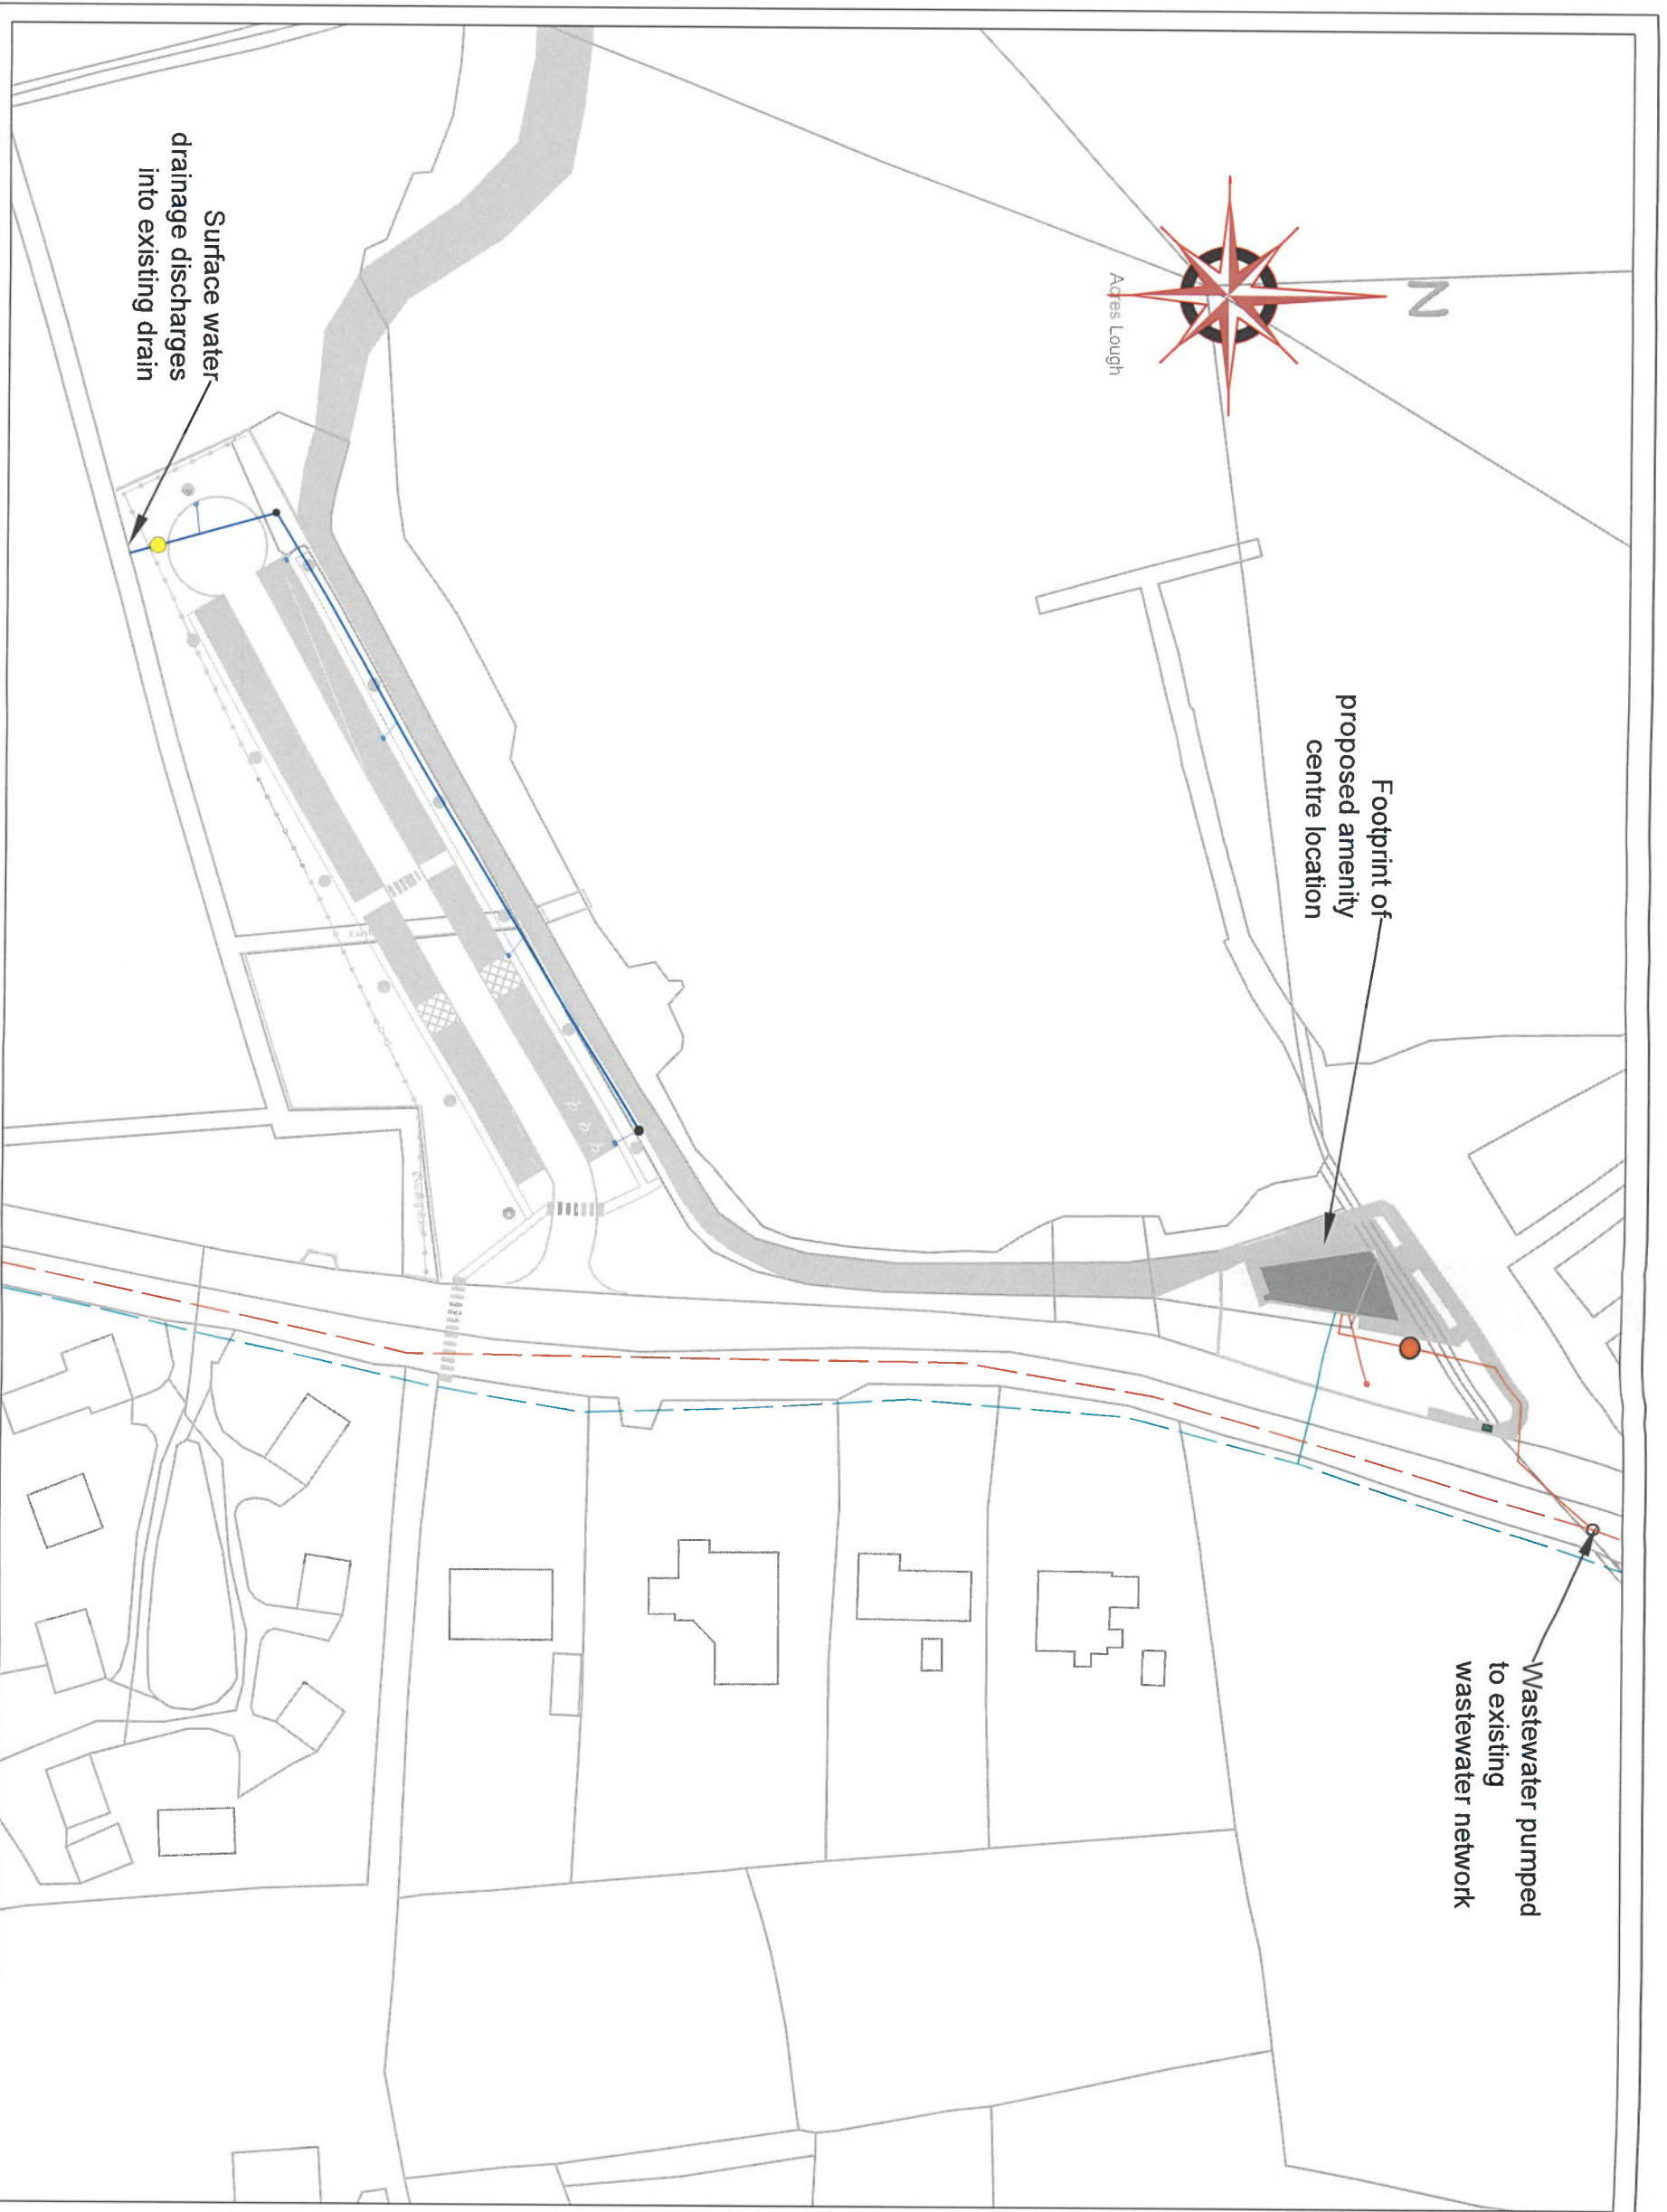 N
Acres Lough
Footprint of
proposed amenity
centre location
Wastewater pumped
to existing
wastewater network
Surface water
drainage discharges
into existing drain